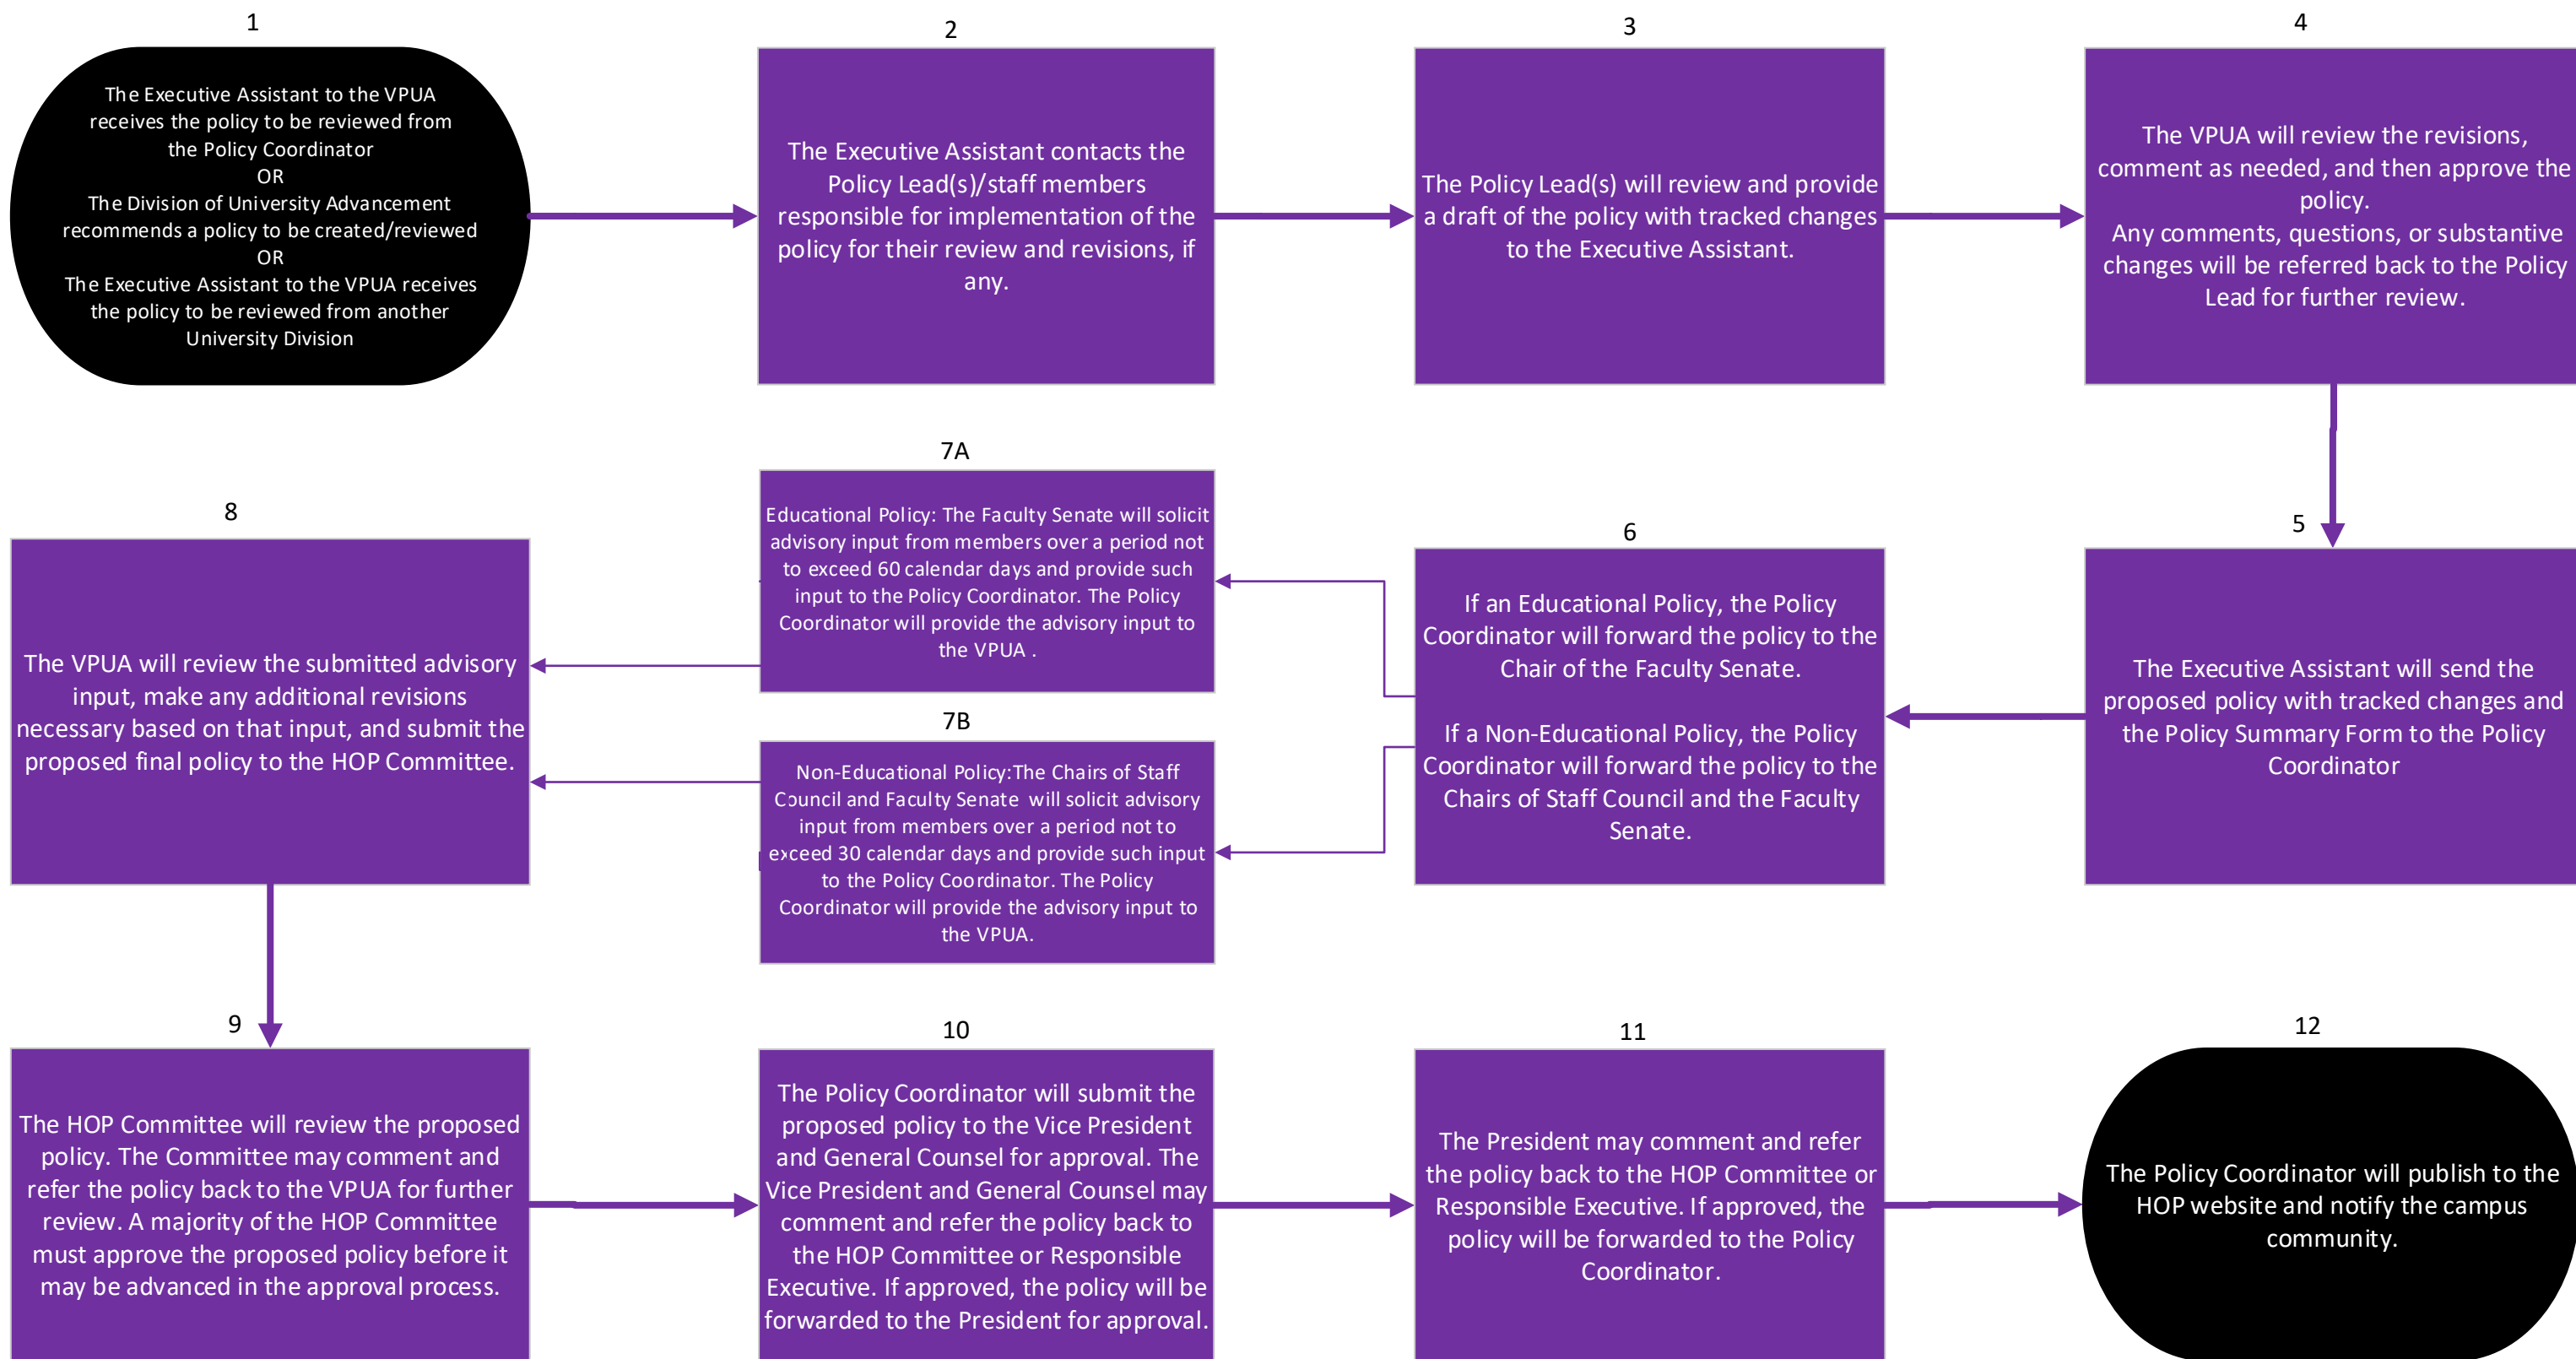 1
The Executive Assistant to the VPUA
receives the policy to be reviewed from
the Policy Coordinator
OR
The Division of University Advancement
recommends a policy to be created/reviewed
OR
The Executive Assistant to the VPUA receives
the policy to be reviewed from another
University Division
2
The Executive Assistant contacts the
Policy Lead(s)/staff members
responsible for implementation of the
policy for their review and revisions, if
any.
3
The Policy Lead(s) will review and provide
a draft of the policy with tracked changes
to the Executive Assistant.
4
The VPUA will review the revisions,
comment as needed, and then approve the
policy.
Any comments, questions, or substantive
changes will be referred back to the Policy
Lead for further review.
5
The Executive Assistant will send the
proposed policy with tracked changes and
the Policy Summary Form to the Policy
Coordinator
6
If an Educational Policy, the Policy
Coordinator will forward the policy to the
Chair of the Faculty Senate.
If a Non-Educational Policy, the Policy
Coordinator will forward the policy to the
Chairs of Staff Council and the Faculty
Senate.
7A
Educational Policy: The Faculty Senate will solicit
advisory input from members over a period not
to exceed 60 calendar days and provide such
input to the Policy Coordinator. The Policy
Coordinator will provide the advisory input to
the VPUA .
7B
Non-Educational Policy:The Chairs of Staff
Council and Faculty Senate will solicit advisory
input from members over a period not to
exceed 30 calendar days and provide such input
to the Policy Coordinator. The Policy
Coordinator will provide the advisory input to
the VPUA.
8
The VPUA will review the submitted advisory
input, make any additional revisions
necessary based on that input, and submit the
proposed final policy to the HOP Committee.
9
The HOP Committee will review the proposed
policy. The Committee may comment and
refer the policy back to the VPUA for further
review. A majority of the HOP Committee
must approve the proposed policy before it
may be advanced in the approval process.
10
The Policy Coordinator will submit the
proposed policy to the Vice President
and General Counsel for approval. The
Vice President and General Counsel may
comment and refer the policy back to
the HOP Committee or Responsible
Executive. If approved, the policy will be
forwarded to the President for approval.
11
The President may comment and refer
the policy back to the HOP Committee or
Responsible Executive. If approved, the
policy will be forwarded to the Policy
Coordinator.
12
The Policy Coordinator will publish to the
HOP website and notify the campus
community.